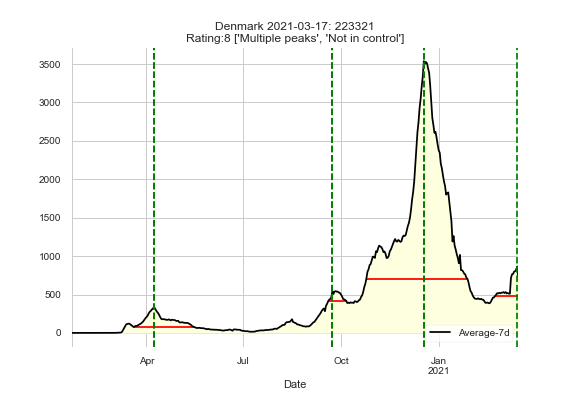 Denmark 2021-03-17: 223321
Rating:8 ['Multiple peaks', 'Not in control']
3500
3000
2500
2000
1500
1000
500
0
Average-7d
Apr
Jul
Oct
Jan
2021
Date